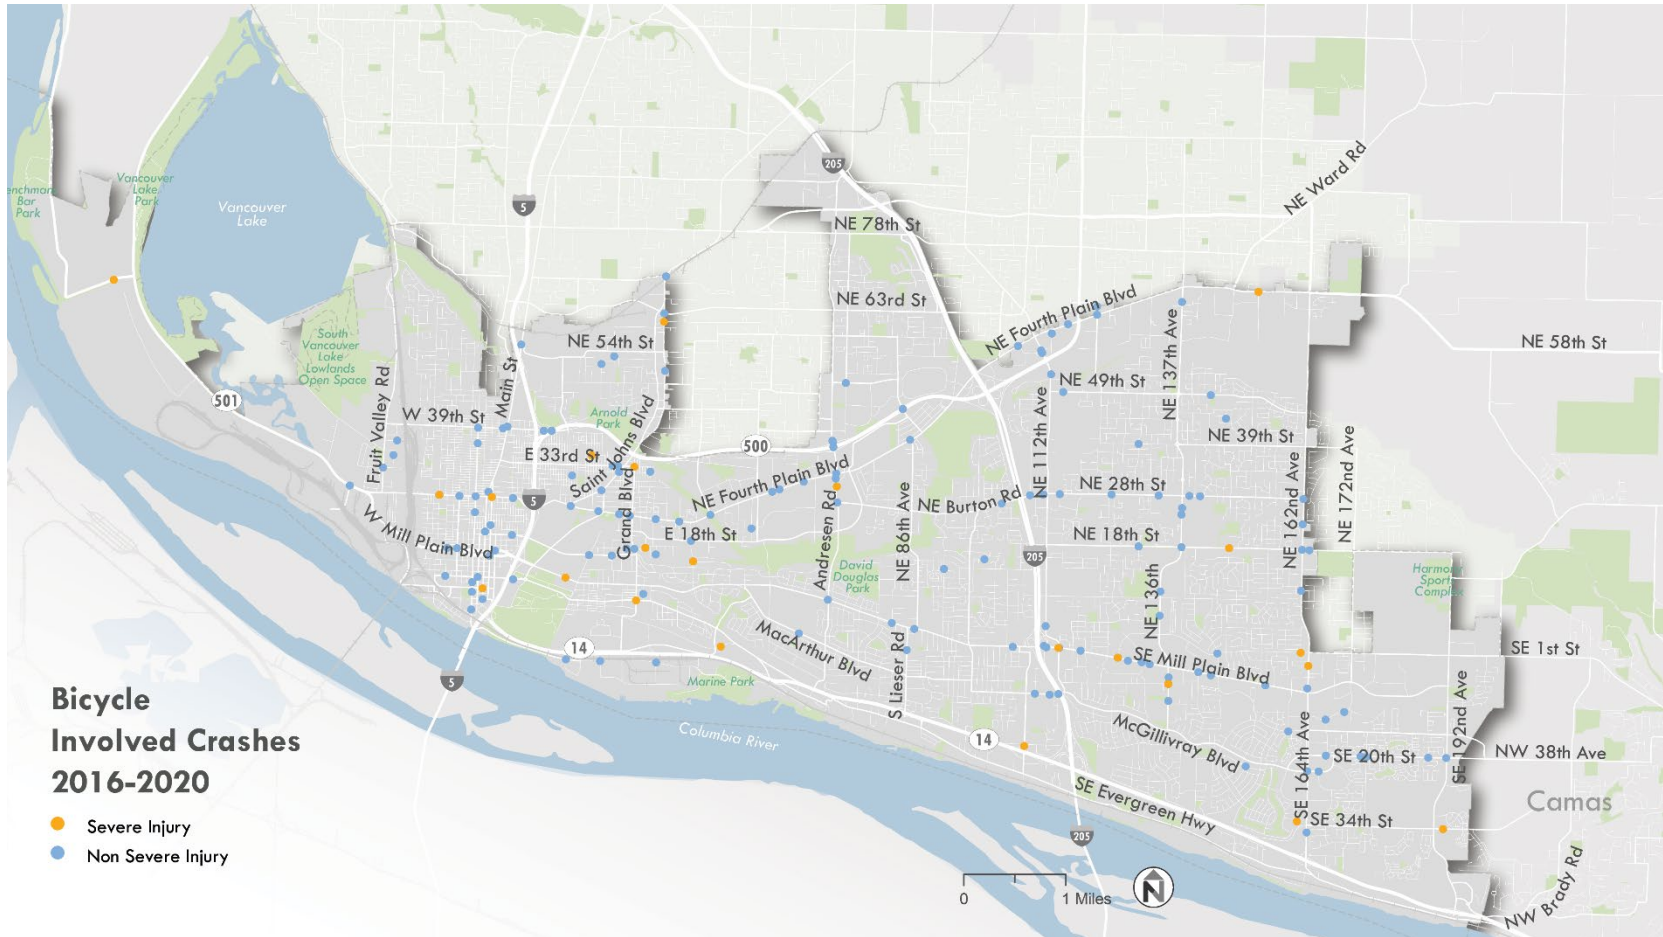 205
NE Ward Rd
enchman
Bar
Park
Vancouver
Lake
Park
Vancouver
Lake
5
NE 78th St
NE 63rd St
NE Fourth Plain Blvd
NE 137th Ave
NE 58th St
South
Vancouver
Lake
Lowlands
Open Space
NE 54th St
Main St
Fruit Valley Rd
501
W 39th St
Arnold
Park
Saint Johns Blvd
NE 49th St
NE 112th Ave
NE 39th St
E 33rd St
500
NE 172nd Ave
NE 162nd Ave
Grand Blvd
NE Fourth Plain Blvd
Andresen Rd
NE 86th Ave
NE Burton Rd
NE 28th St
5
W Mill Plain Blvd
E 18th St
NE 18th St
205
David
Douglas
Park
NE 136th
Harmony
Sports
Complex
MacArthur Blvd
S Lieser Rd
SE Mill Plain Blvd
SE 1st St
14
5
Marine Park
Columbia River
14
McGillivray Blvd
SE 164th Ave
SE 20th St
SE 192nd Ave
NW 38th Ave
SE Evergreen Hwy
SE 34th St
Camas
205
NW Brady Rd
Bicycle
Involved Crashes
2016-2020
Severe Injury
Non Severe Injury
0 1 Miles
N